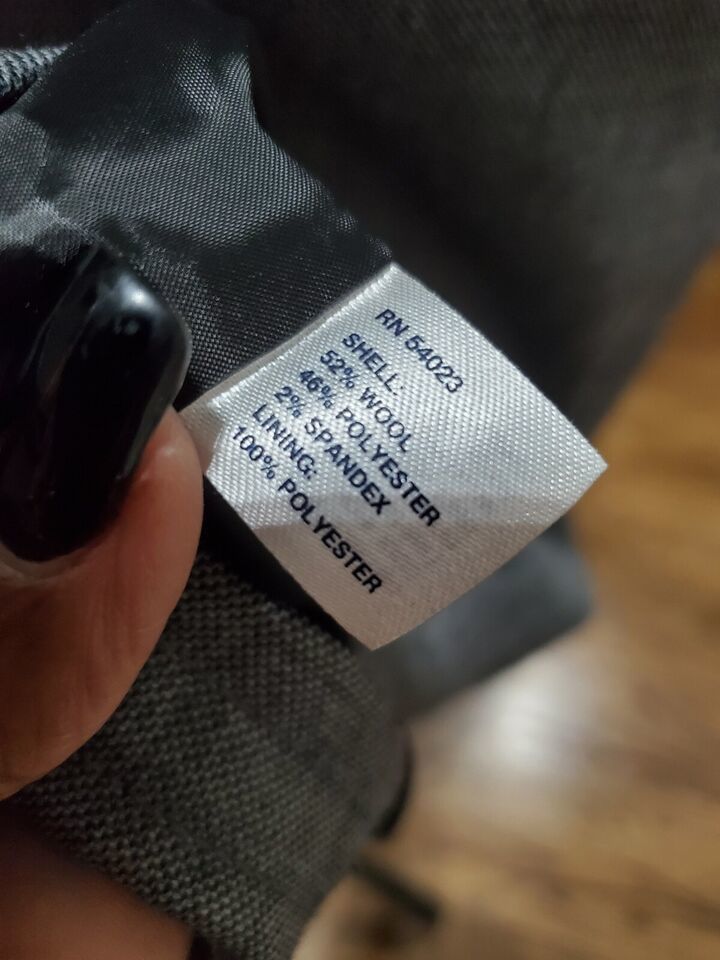 RN 54023
SHELL:
52% WOOL
46% POLYESTER
2% SPANDEX
LINING:
100% POLYESTER